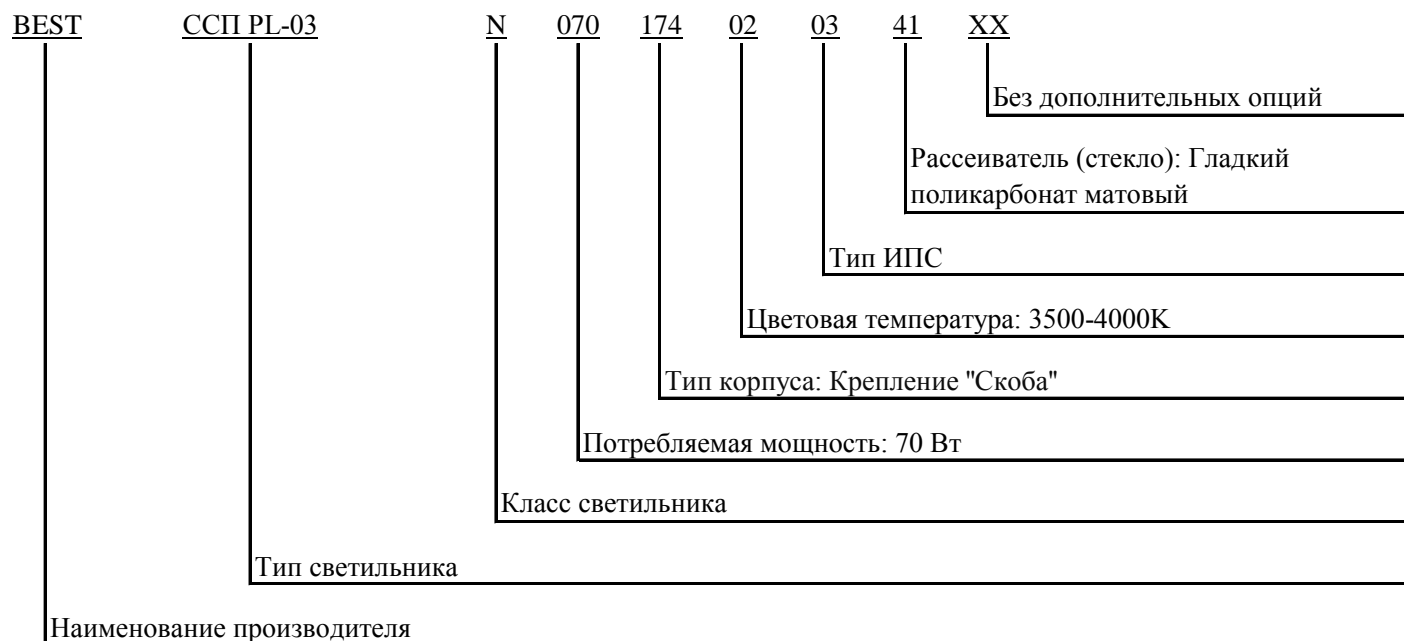 BEST ССП PL-03 N 070 174 02 03 41 XX
Без дополнительных опций
Рассеиватель (стекло): Гладкий
поликарбонат матовый
Тип ИПС
Цветовая температура: 3500-4000К
Тип корпуса: Крепление "Скоба"
Потребляемая мощность: 70 Вт
Класс светильника
Тип светильника
Наименование производителя